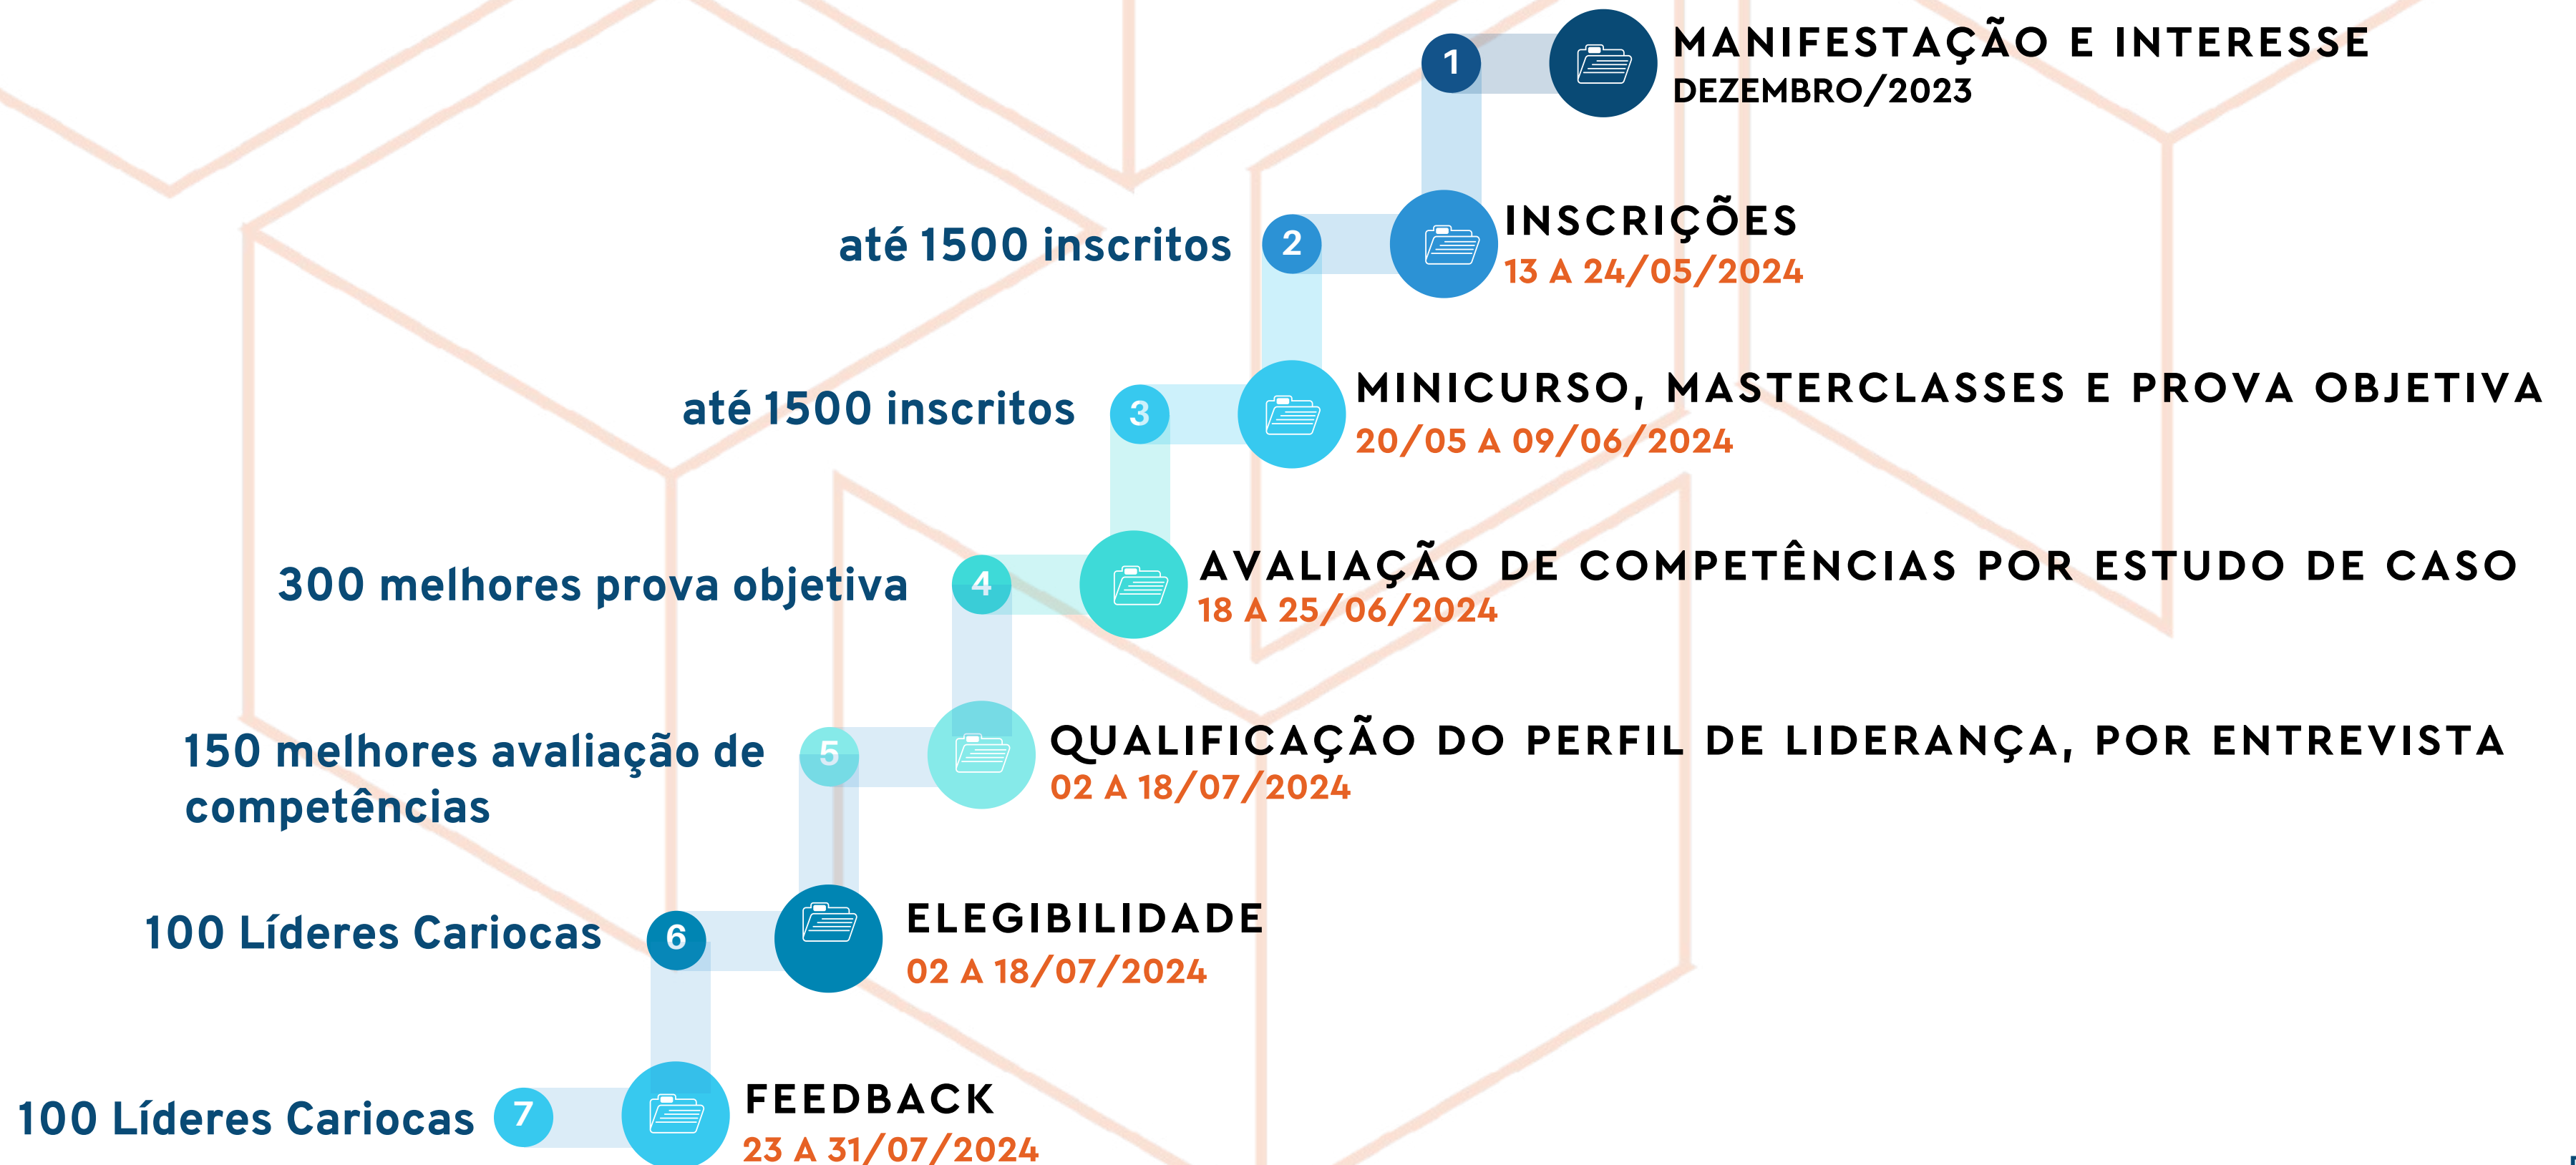 1
MANIFESTAÇÃO E INTERESSE
DEZEMBRO/2023
até 1500 inscritos
2
INSCRIÇÕES
13 A 24/05/2024
até 1500 inscritos
3
MINICURSO, MASTERCLASSES E PROVA OBJETIVA
20/05 A 09/06/2024
300 melhores prova objetiva
4
AVALIAÇÃO DE COMPETÊNCIAS POR ESTUDO DE CASO
18 A 25/06/2024
150 melhores avaliação de
competências
5
QUALIFICAÇÃO DO PERFIL DE LIDERANÇA, POR ENTREVISTA
02 A 18/07/2024
100 Líderes Cariocas
6
ELEGIBILIDADE
02 A 18/07/2024
100 Líderes Cariocas
7
FEEDBACK
23 A 31/07/2024